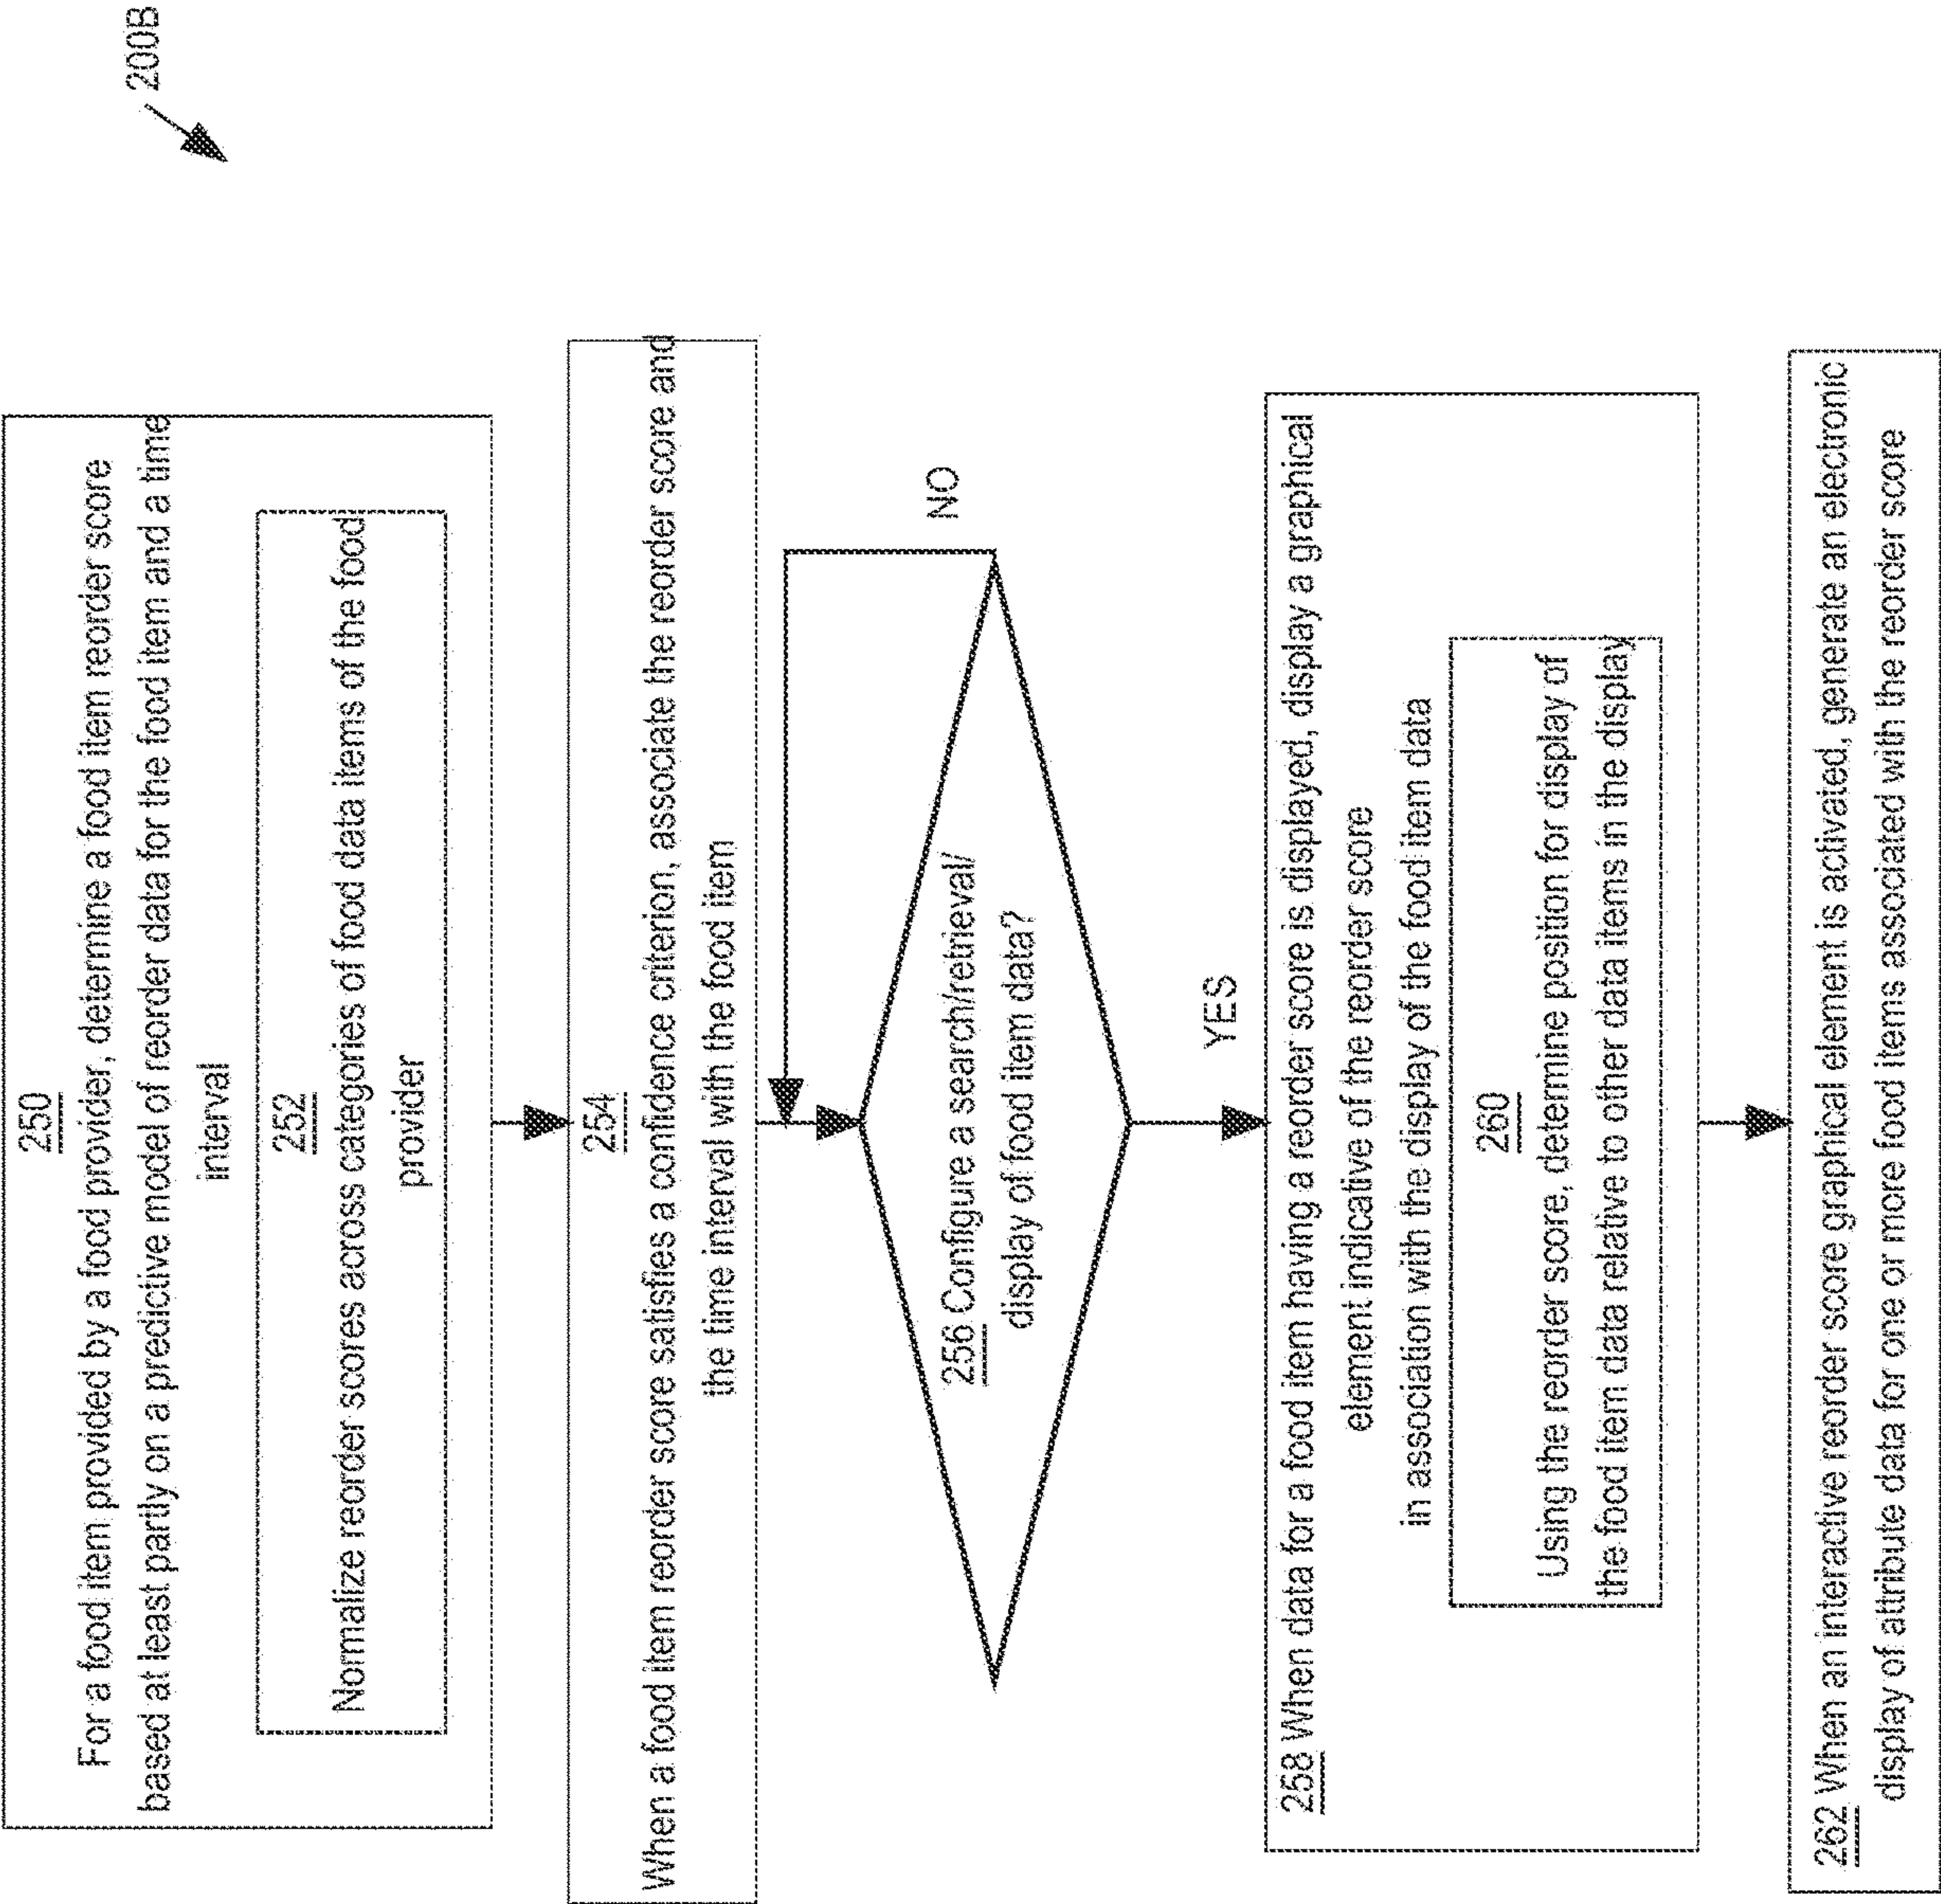 200B
250
For a food item provided by a food provider, determine a food item reorder score
based at least partly on a predictive model of reorder data for the food item and a time
interval
252
Normalize reorder scores across categories of food data items of the food
provider
254
When a food item reorder score satisfies a confidence criterion, associate the reorder score and
the time interval with the food item
256 Configure a search/retrieval/
display of food item data?
NO
YES
258 When data for a food item having a reorder score is displayed, display a graphical
element indicative of the reorder score
in association with the display of the food item data
260
Using the reorder score, determine position for display of
the food item data relative to other data items in the display
262 When an interactive reorder score graphical element is activated, generate an electronic
display of attribute data for one or more food items associated with the reorder score